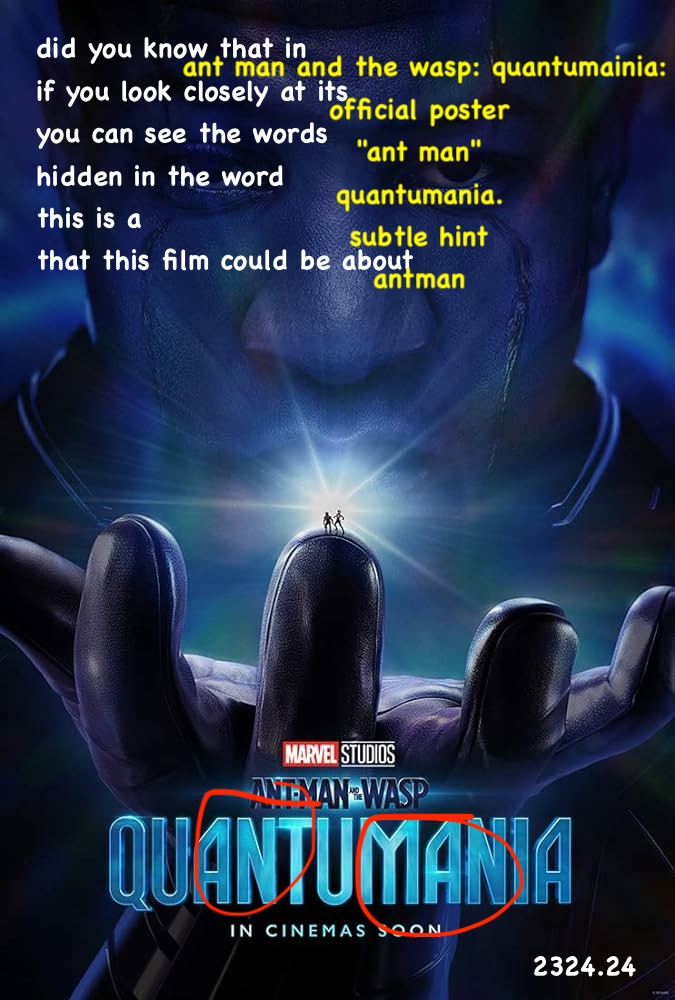 did you know that in
ant man and the wasp: quantumainia:
if you look closely at its
official poster
you can see the words
"ant man"
hidden in the word
quantumania.
this is a
subtle hint
that this film could be about
antman
MARVEL STUDIOS
ANT-MAN AND THE WASP
QUANTUMANIA
IN CINEMAS SOON
2324.24